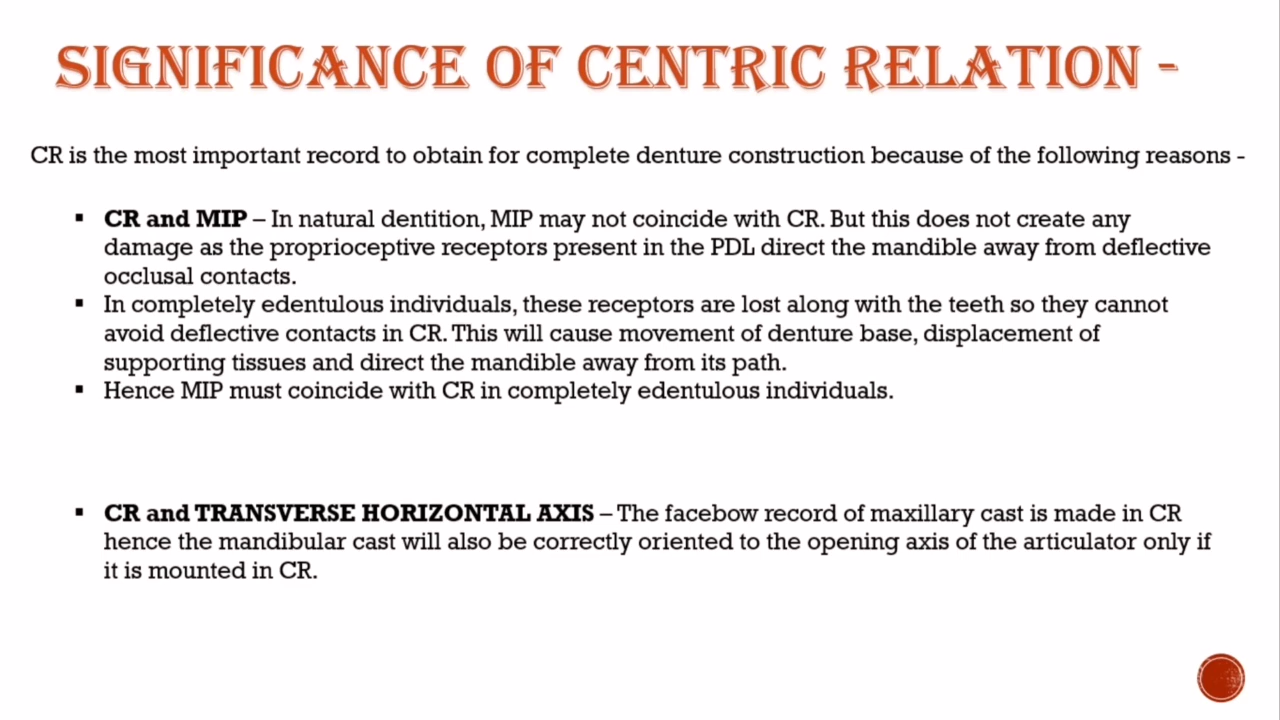 SIGNIFICANCE OF CENTRIC RELATION -
CR is the most important record to obtain for complete denture construction because of the following reasons -
▪ CR and MIP – In natural dentition, MIP may not coincide with CR. But this does not create any
damage as the proprioceptive receptors present in the PDL direct the mandible away from deflective
occlusal contacts.
▪ In completely edentulous individuals, these receptors are lost along with the teeth so they cannot
avoid deflective contacts in CR. This will cause movement of denture base, displacement of
supporting tissues and direct the mandible away from its path.
▪ Hence MIP must coincide with CR in completely edentulous individuals.
▪ CR and TRANSVERSE HORIZONTAL AXIS – The facebow record of maxillary cast is made in CR
hence the mandibular cast will also be correctly oriented to the opening axis of the articulator only if
it is mounted in CR.